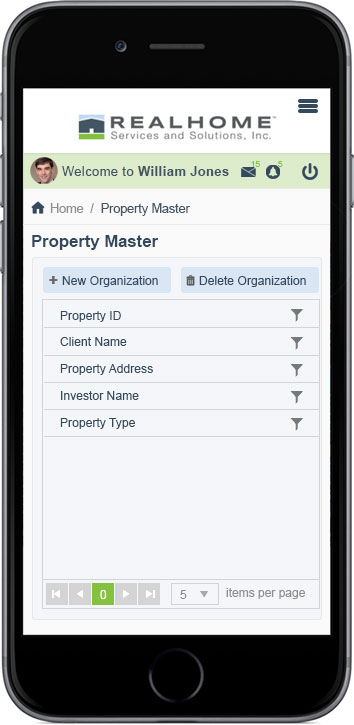 REALHOME™
Services and Solutions, Inc.
Welcome to William Jones 15 5
Home / Property Master
Property Master
New Organization Delete Organization
Property ID
Client Name
Property Address
Investor Name
Property Type
0 5 items per page